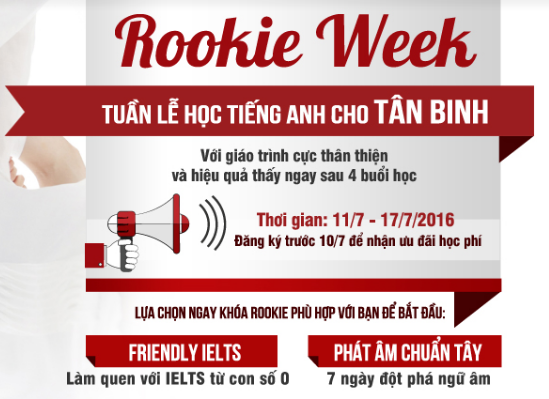 Rookie Week
TUẦN LỄ HỌC TIẾNG ANH CHO TÂN BINH
Với giáo trình cực thân thiện
và hiệu quả thấy ngay sau 4 buổi học
Thơi gian: 11/7 - 17/7/2016
Đăng ký trước 10/7 để nhận ưu đãi học phí
LỰA CHỌN NGAY KHÓA ROOKIE PHÙ HỢP VỚI BẠN ĐỂ BẮT ĐẦU:
FRIENDLY IELTS
Làm quen với IELTS từ con số 0
PHÁT ÂM CHUẨN TÂY
7 ngày đột phá ngữ âm